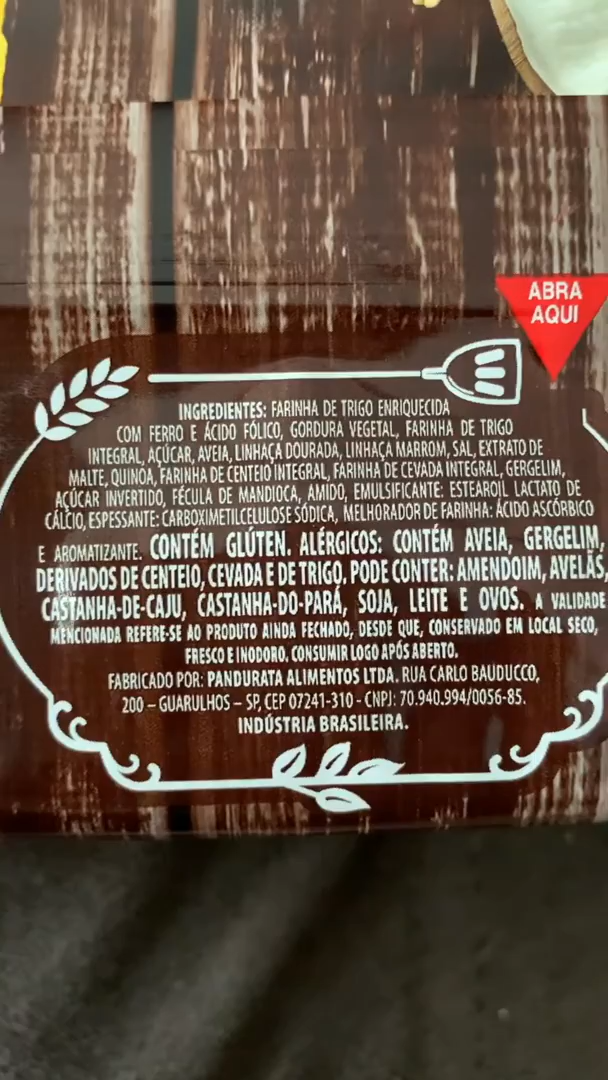 ABRA
AQUI
INGREDIENTES: FARINHA DE TRIGO ENRIQUECIDA
COM FERRO E ÁCIDO FÓLICO, GORDURA VEGETAL, FARINHA DE TRIGO
INTEGRAL, AÇÚCAR, AVEIA, LINHAÇA DOURADA, LINHAÇA MARROM, SAL, EXTRATO DE
MALTE, QUINOA, FARINHA DE CENTEIO INTEGRAL, FARINHA DE CEVADA INTEGRAL, GERGELIM,
AÇÚCAR INVERTIDO, FÉCULA DE MANDIOCA, AMIDO, EMULSIFICANTE: ESTEAROIL LACTATO DE
CÁLCIO, ESPESSANTE: CARBOXIMETILCELULOSE SÓDICA, MELHORADOR DE FARINHA: ÁCIDO ASCÓRBICO
E AROMATIZANTE. CONTÉM GLÚTEN. ALÉRGICOS: CONTÉM AVEIA, GERGELIM,
DERIVADOS DE CENTEIO, CEVADA E DE TRIGO. PODE CONTER: AMENDOIM, AVELÃS,
CASTANHA-DE-CAJU, CASTANHA-DO-PARÁ, SOJA, LEITE E OVOS. A VALIDADE
MENCIONADA REFERE-SE AO PRODUTO AINDA FECHADO, DESDE QUE, CONSERVADO EM LOCAL SECO,
FRESCO E INODORO. CONSUMIR LOGO APÓS ABERTO.
FABRICADO POR: PANDURATA ALIMENTOS LTDA. RUA CARLO BAUDUCCO,
200 – GUARULHOS – SP, CEP 07241-310 - CNPJ: 70.940.994/0056-85.
INDÚSTRIA BRASILEIRA.